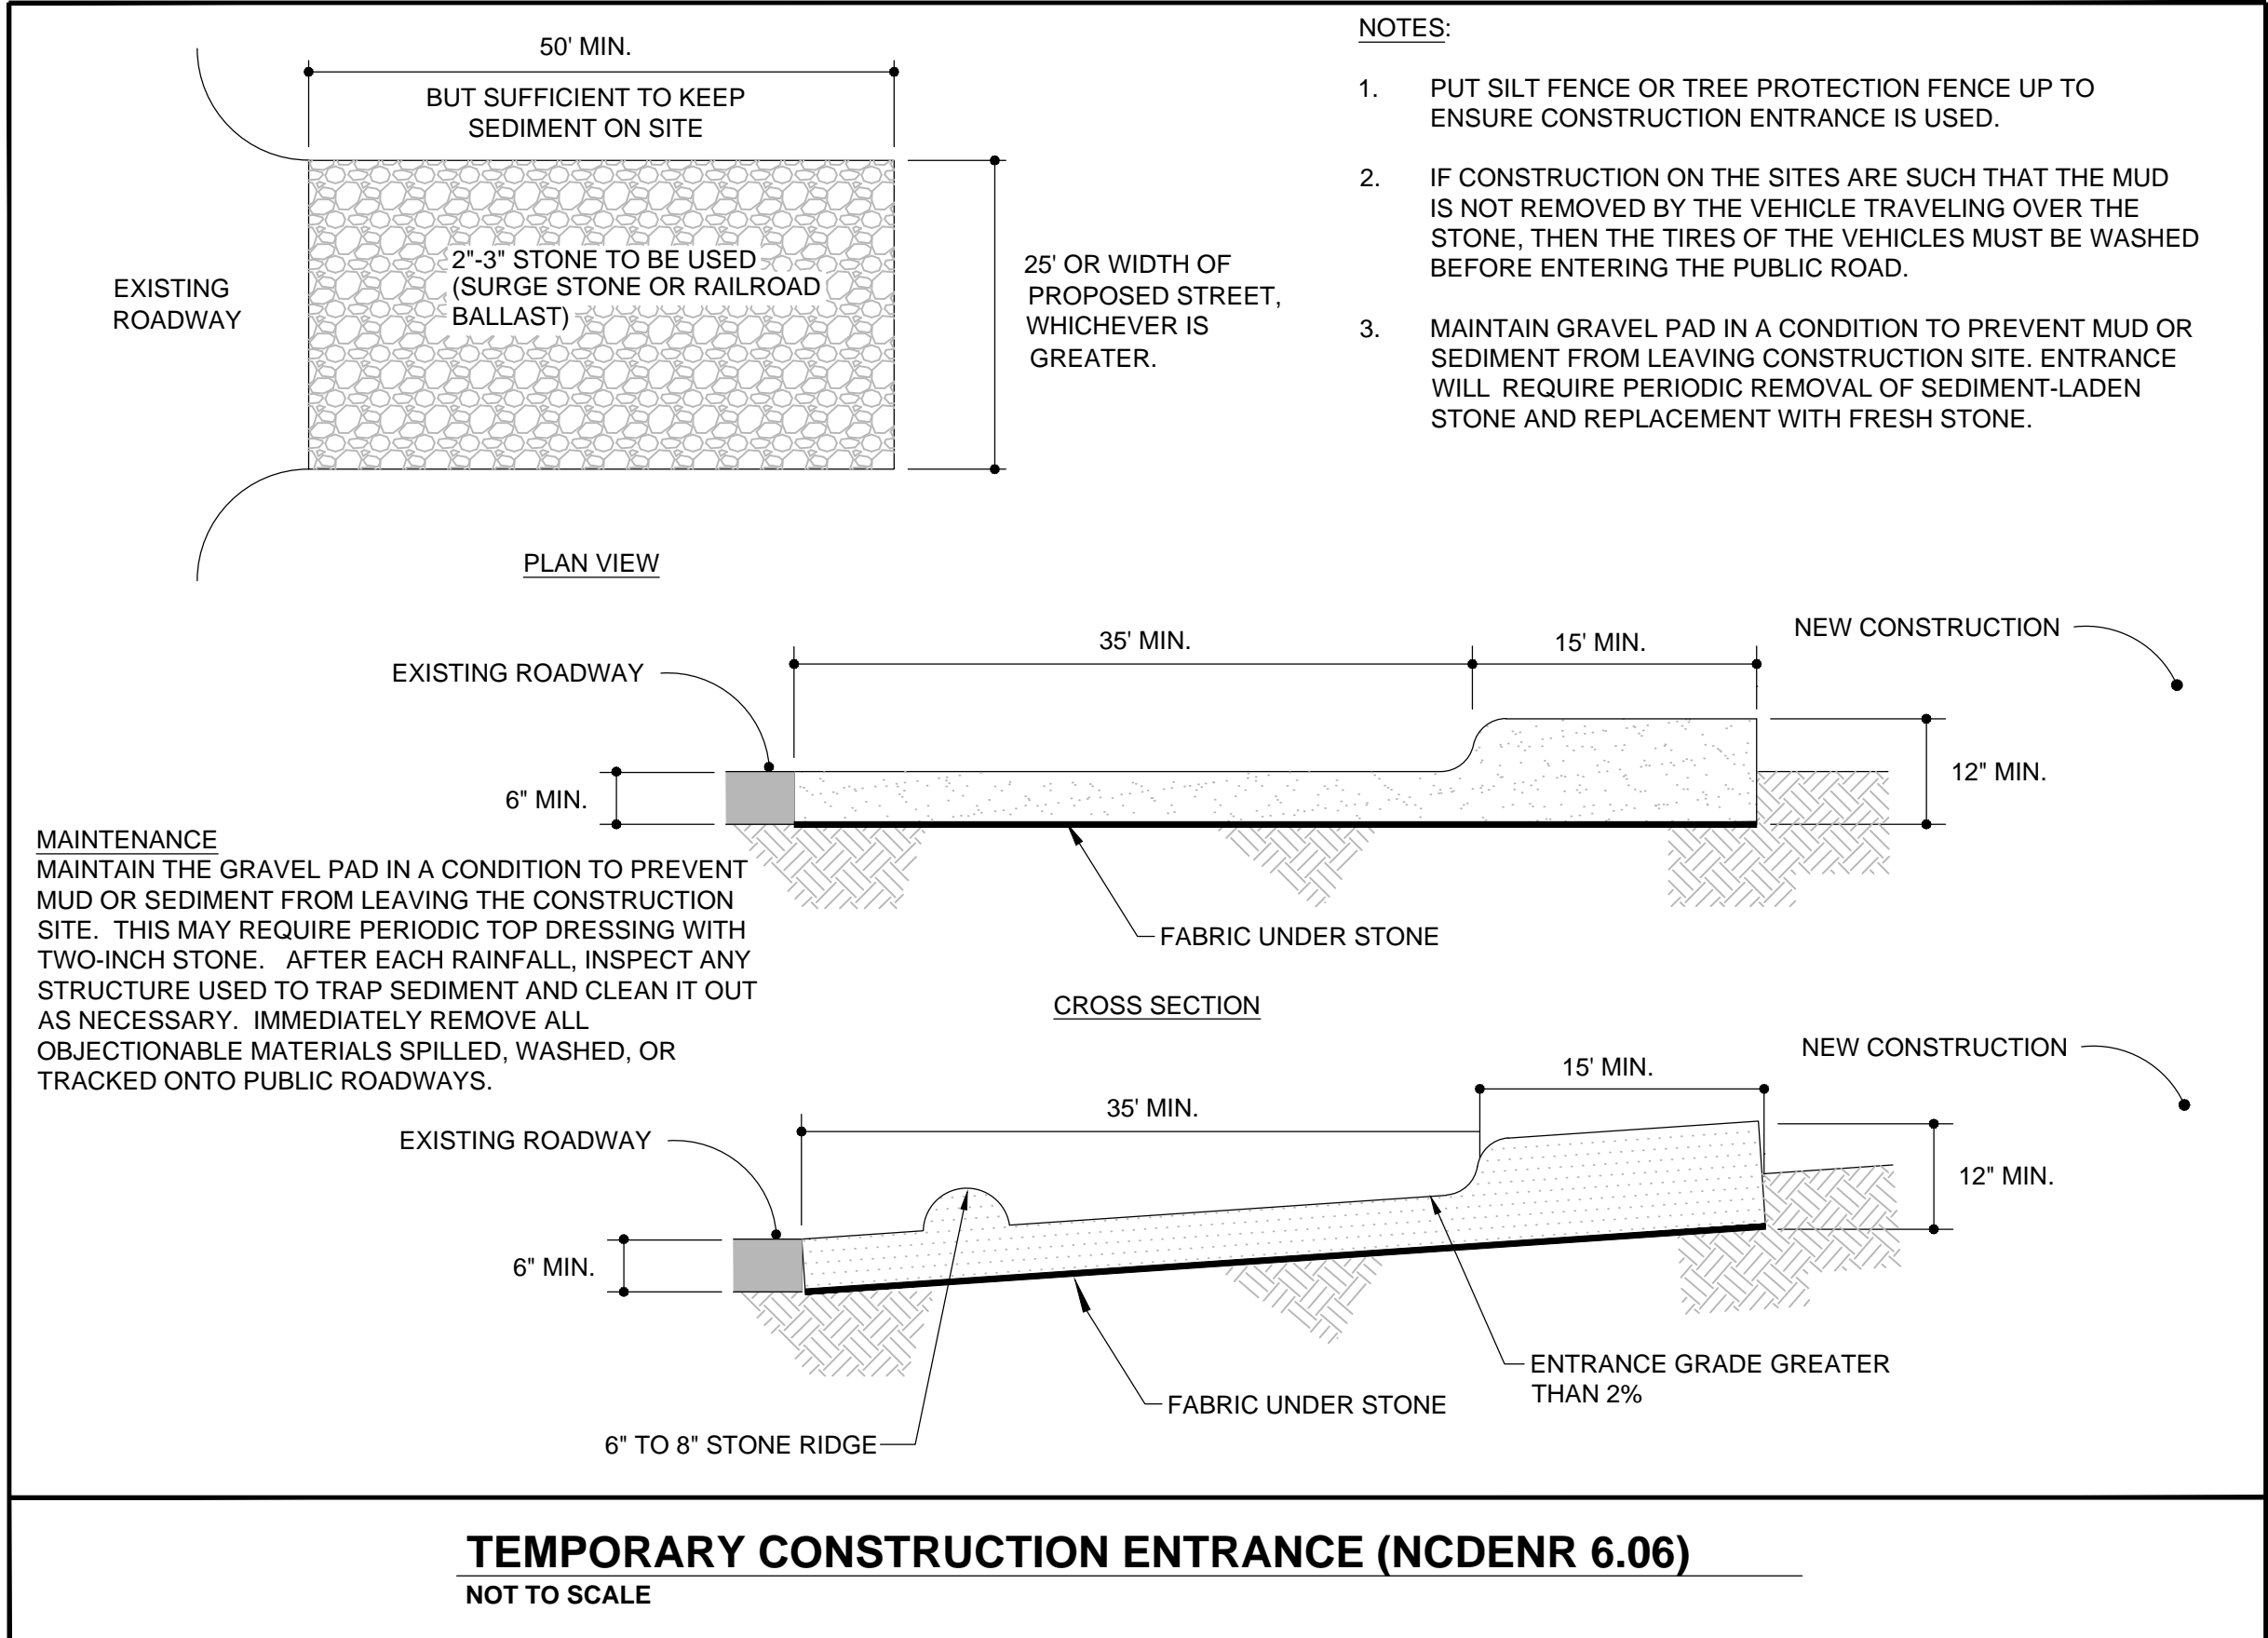 50' MIN.
BUT SUFFICIENT TO KEEP
SEDIMENT ON SITE
2"-3" STONE TO BE USED
(SURGE STONE OR RAILROAD
BALLAST)
EXISTING
ROADWAY
25' OR WIDTH OF
PROPOSED STREET,
WHICHEVER IS
GREATER.
PLAN VIEW
NOTES:
1. PUT SILT FENCE OR TREE PROTECTION FENCE UP TO
ENSURE CONSTRUCTION ENTRANCE IS USED.
2. IF CONSTRUCTION ON THE SITES ARE SUCH THAT THE MUD
IS NOT REMOVED BY THE VEHICLE TRAVELING OVER THE
STONE, THEN THE TIRES OF THE VEHICLES MUST BE WASHED
BEFORE ENTERING THE PUBLIC ROAD.
3. MAINTAIN GRAVEL PAD IN A CONDITION TO PREVENT MUD OR
SEDIMENT FROM LEAVING CONSTRUCTION SITE. ENTRANCE
WILL REQUIRE PERIODIC REMOVAL OF SEDIMENT-LADEN
STONE AND REPLACEMENT WITH FRESH STONE.
35' MIN.
15' MIN.
NEW CONSTRUCTION
EXISTING ROADWAY
6" MIN.
12" MIN.
FABRIC UNDER STONE
CROSS SECTION
MAINTENANCE
MAINTAIN THE GRAVEL PAD IN A CONDITION TO PREVENT
MUD OR SEDIMENT FROM LEAVING THE CONSTRUCTION
SITE. THIS MAY REQUIRE PERIODIC TOP DRESSING WITH
TWO-INCH STONE. AFTER EACH RAINFALL, INSPECT ANY
STRUCTURE USED TO TRAP SEDIMENT AND CLEAN IT OUT
AS NECESSARY. IMMEDIATELY REMOVE ALL
OBJECTIONABLE MATERIALS SPILLED, WASHED, OR
TRACKED ONTO PUBLIC ROADWAYS.
NEW CONSTRUCTION
15' MIN.
35' MIN.
EXISTING ROADWAY
12" MIN.
6" MIN.
ENTRANCE GRADE GREATER
THAN 2%
FABRIC UNDER STONE
6" TO 8" STONE RIDGE
TEMPORARY CONSTRUCTION ENTRANCE (NCDENR 6.06)
NOT TO SCALE